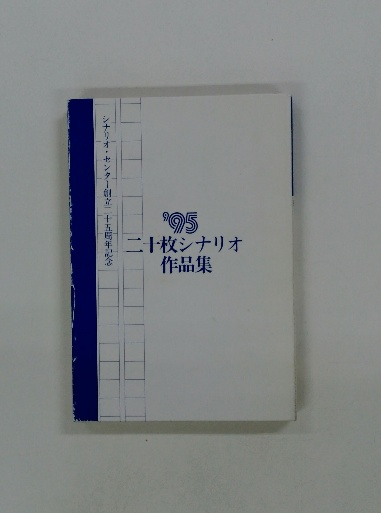 シナリオ・センター創立二十五周年記念
'95
二十枚シナリオ
作品集